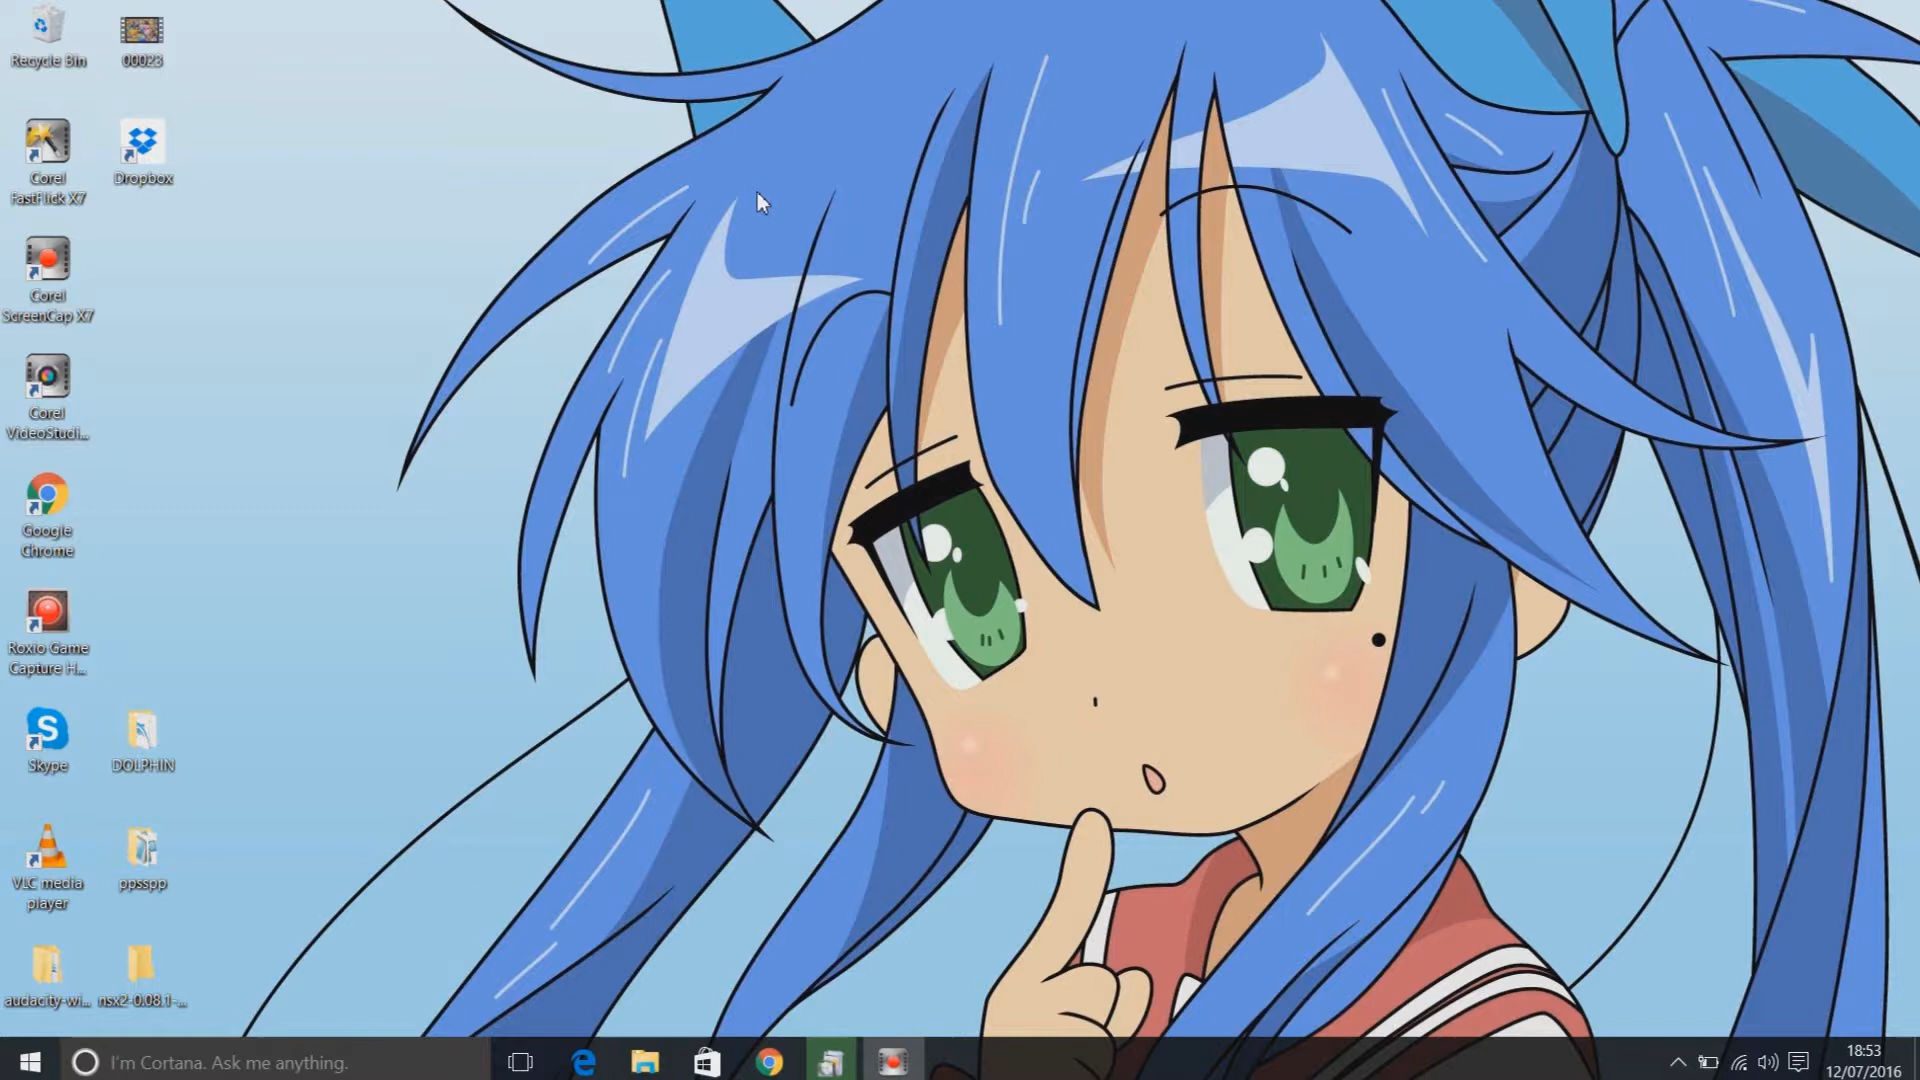 Recycle Bin
00023
Corel
FastFlick X7
Dropbox
Corel
ScreenCap X7
Corel
VideoStudi...
Google
Chrome
Roxio Game
Capture H...
Skype
DOLPHIN
VLC media
player
ppsspp
audacity-wi...
nsx2-0.08.1-...
I'm Cortana. Ask me anything.
18:53
12/07/2016